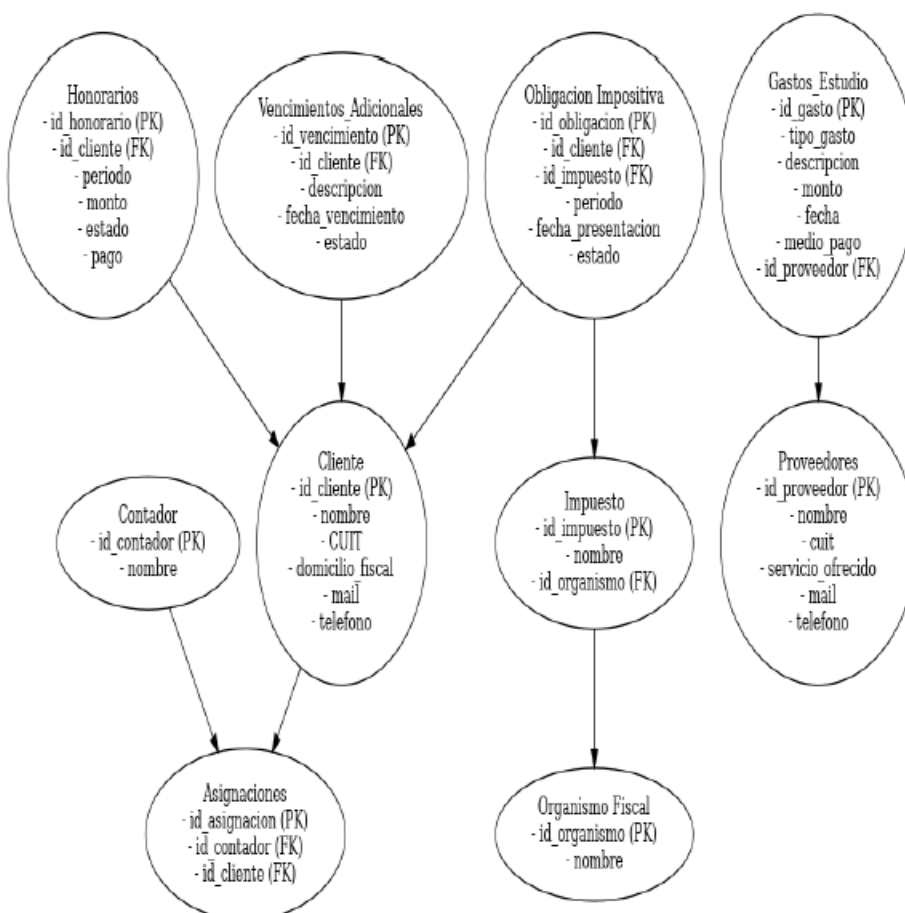 Honorarios
- id_honorario (PK)
- id_cliente (FK)
- periodo
- monto
- estado
- pago
Vencimientos_Adicionales
- id_vencimiento (PK)
- id_cliente (FK)
- descripcion
- fecha_vencimiento
- estado
Obligacion Impositiva
- id_obligacion (PK)
- id_cliente (FK)
- id_impuesto (FK)
- periodo
- fecha_presentacion
- estado
Gastos_Estudio
- id_gasto (PK)
- tipo_gasto
- descripcion
- monto
- fecha
- medio_pago
- id_proveedor (FK)
Contador
- id_contador (PK)
- nombre
Cliente
- id_cliente (PK)
- nombre
- CUIT
- domicilio_fiscal
- mail
- telefono
Impuesto
- id_impuesto (PK)
- nombre
- id_organismo (FK)
Proveedores
- id_proveedor (PK)
- nombre
- cuit
- servicio_ofrecido
- mail
- telefono
Asignaciones
- id_asignacion (PK)
- id_contador (FK)
- id_cliente (FK)
Organismo Fiscal
- id_organismo (PK)
- nombre